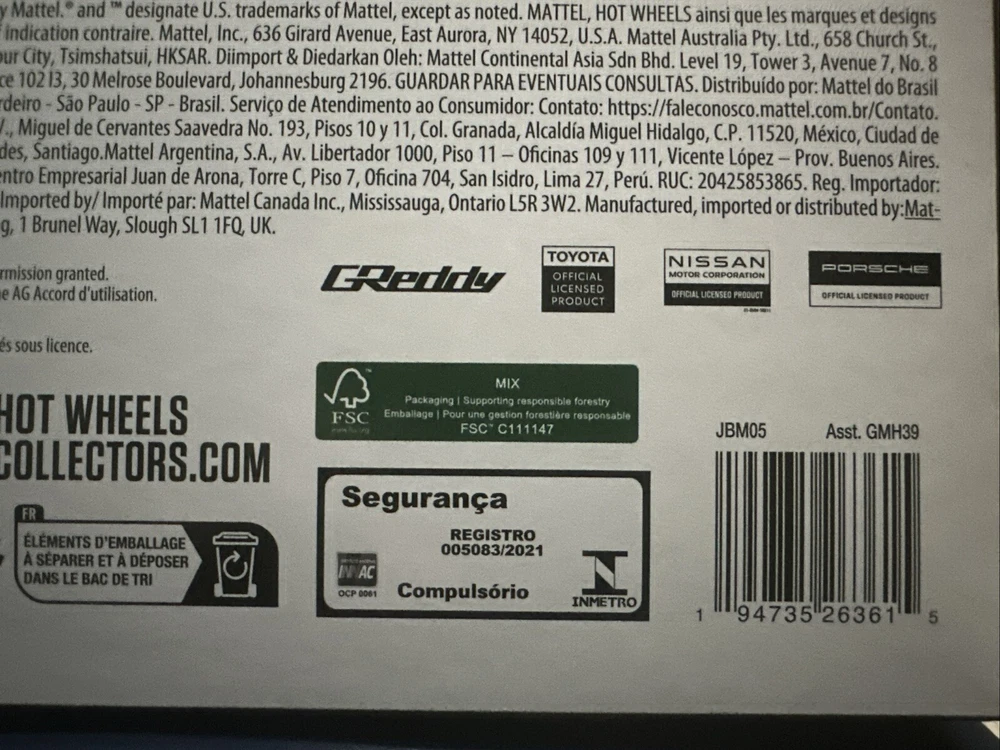 y Mattel.® and ™ designate U.S. trademarks of Mattel, except as noted. MATTEL, HOT WHEELS ainsi que les marques et designs
indication contraire. Mattel, Inc., 636 Girard Avenue, East Aurora, NY 14052, U.S.A. Mattel Australia Pty. Ltd., 658 Church St.,
ur City, Tsimshatsui, HKSAR. Diimport & Diedarkan Oleh: Mattel Continental Asia Sdn Bhd. Level 19, Tower 3, Avenue 7, No. 8
ce 102 I3, 30 Melrose Boulevard, Johannesburg 2196. GUARDAR PARA EVENTUAIS CONSULTAS. Distribuído por: Mattel do Brasil
rdeiro - São Paulo - SP - Brasil. Serviço de Atendimento ao Consumidor: Contato: https://faleconosco.mattel.com.br/Contato.
/., Miguel de Cervantes Saavedra No. 193, Pisos 10 y 11, Col. Granada, Alcaldía Miguel Hidalgo, C.P. 11520, México, Ciudad de
des, Santiago.Mattel Argentina, S.A., Av. Libertador 1000, Piso 11 – Oficinas 109 y 111, Vicente López – Prov. Buenos Aires.
entro Empresarial Juan de Arona, Torre C, Piso 7, Oficina 704, San Isidro, Lima 27, Perú. RUC: 20425853865. Reg. Importador:
Imported by/ Importé par: Mattel Canada Inc., Mississauga, Ontario L5R 3W2. Manufactured, imported or distributed by:Mat-
g, 1 Brunel Way, Slough SL1 1FQ, UK.
rmission granted.
e AG Accord d'utilisation.
és sous licence.
GReddy
TOYOTA
OFFICIAL
LICENSED
PRODUCT
NISSAN
MOTOR CORPORATION
OFFICIAL LICENSED PRODUCT
PORSCHE
OFFICIAL LICENSED PRODUCT
FSC
MIX
Packaging | Supporting responsible forestry
Emballage | Pour une gestion forestière responsable
FSC™ C111147
HOT WHEELS
COLLECTORS.COM
FR
ÉLÉMENTS D'EMBALLAGE
À SÉPARER ET À DÉPOSER
DANS LE BAC DE TRI
Segurança
REGISTRO
005083/2021
OCP 0061
Compulsório
INMETRO
JBM05 Asst. GMH39
1 94735 26361 5